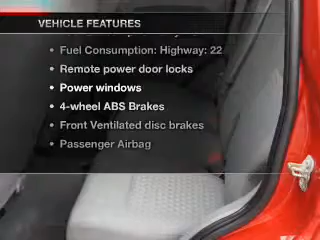 VEHICLE FEATURES
• Fuel Consumption: Highway: 22
• Remote power door locks
• Power windows
• 4-wheel ABS Brakes
• Front Ventilated disc brakes
• Passenger Airbag